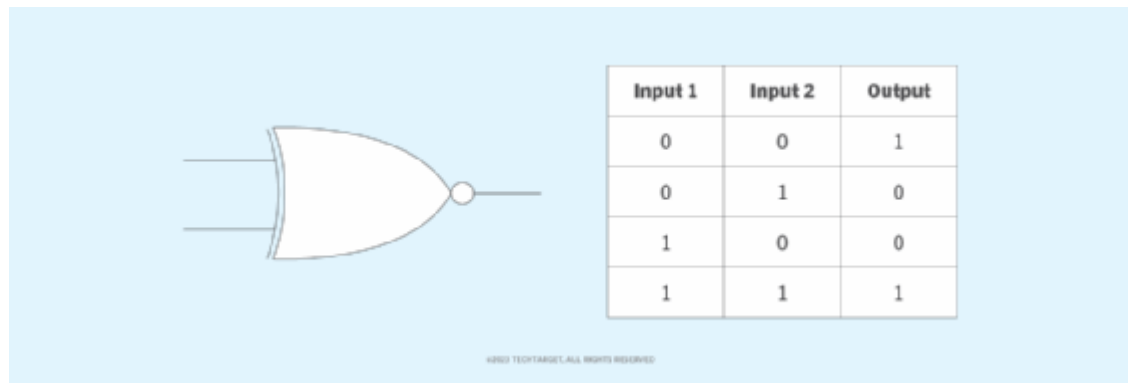 Input 1 Input 2 Output
0 0 1
0 1 0
1 0 0
1 1 1
©2023 TECHTARGET, ALL RIGHTS RESERVED